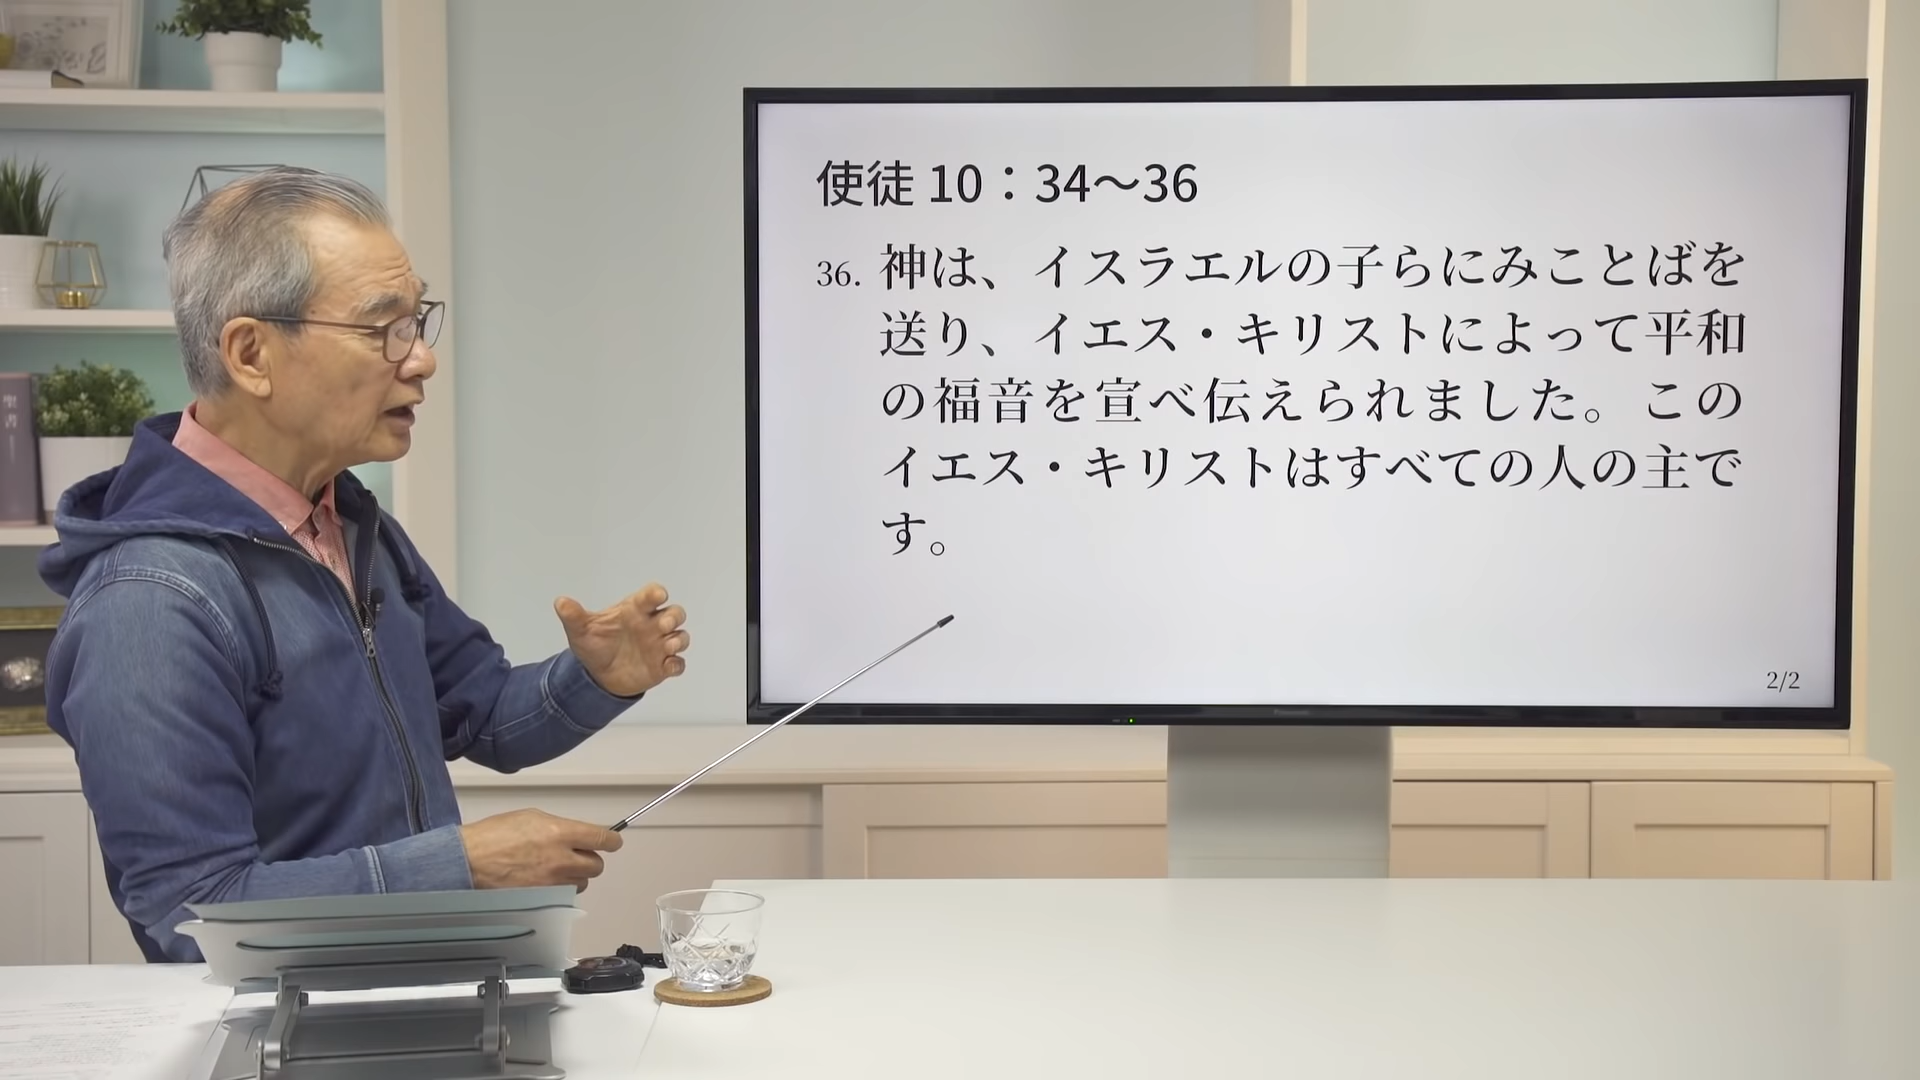 使徒 10：34〜36
36. 神は、イスラエルの子らにみことばを
送り、イエス・キリストによって平和
の福音を宣べ伝えられました。この
イエス・キリストはすべての人の主で
す。
2/2
聖書